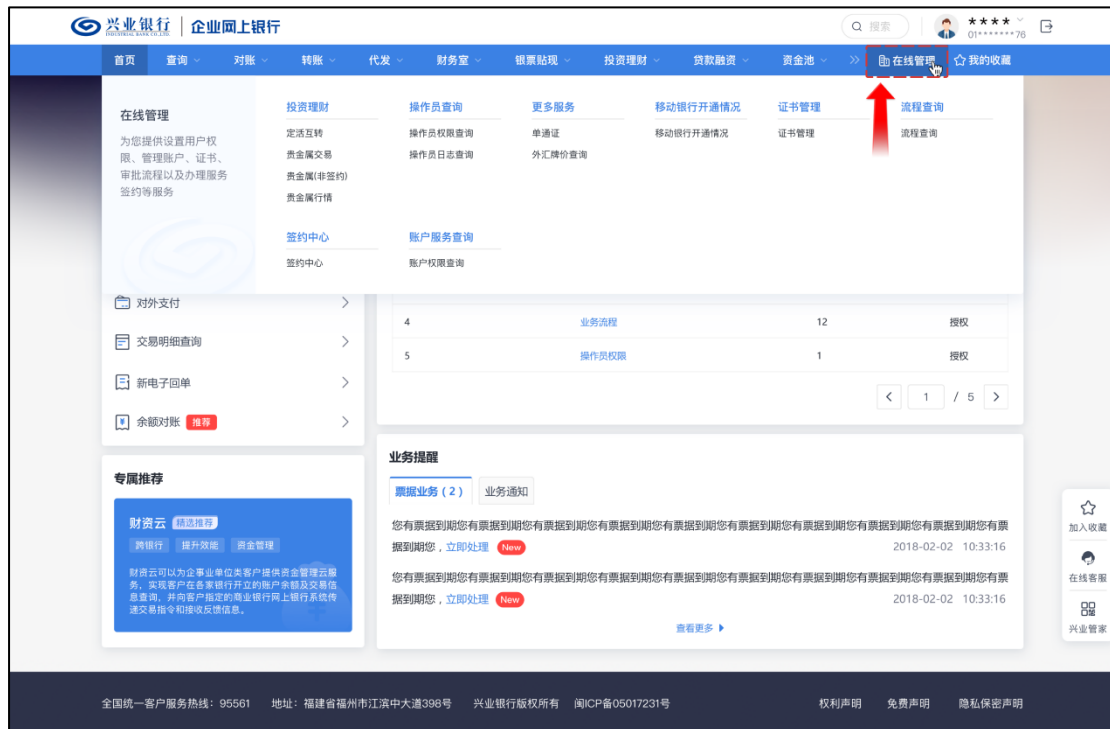 兴业银行 企业网上银行
INDUSTRIAL BANK CO.,LTD.
搜索
****
01*******76
首页 查询 对账 转账 代发 财务室 银票贴现 投资理财 贷款融资 资金池 在线管理 我的收藏
在线管理
为您提供设置用户权
限、管理账户、证书、
审批流程以及办理服务
签约等服务
投资理财
定活互转
贵金属交易
贵金属(非签约)
贵金属行情
操作员查询
操作员权限查询
操作员日志查询
更多服务
单通证
外汇牌价查询
移动银行开通情况
移动银行开通情况
证书管理
证书管理
流程查询
流程查询
签约中心
签约中心
账户服务查询
账户权限查询
对外支付
交易明细查询
新电子回单
余额对账 推荐
4 业务流程 12 授权
5 操作员权限 1 授权
1 / 5
专属推荐
财资云 精选推荐
跨银行 提升效能 资金管理
财资云可以为企事业单位类客户提供资金管理云服
务，实现客户在各家银行开立的账户余额及交易信
息查询，并向客户指定的商业银行网上银行系统传
递交易指令和接收反馈信息。
业务提醒
票据业务（2） 业务通知
您有票据到期您有票据到期您有票据到期您有票据到期您有票据到期您有票据到期您有票据到期您有票
据到期您，立即处理 New 2018-02-02 10:33:16
您有票据到期您有票据到期您有票据到期您有票据到期您有票据到期您有票据到期您有票据到期您有票
据到期您，立即处理 New 2018-02-02 10:33:16
查看更多
加入收藏
在线客服
兴业管家
全国统一客户服务热线：95561 地址：福建省福州市江滨中大道398号 兴业银行版权所有 闽ICP备05017231号 权利声明 免费声明 隐私保密声明